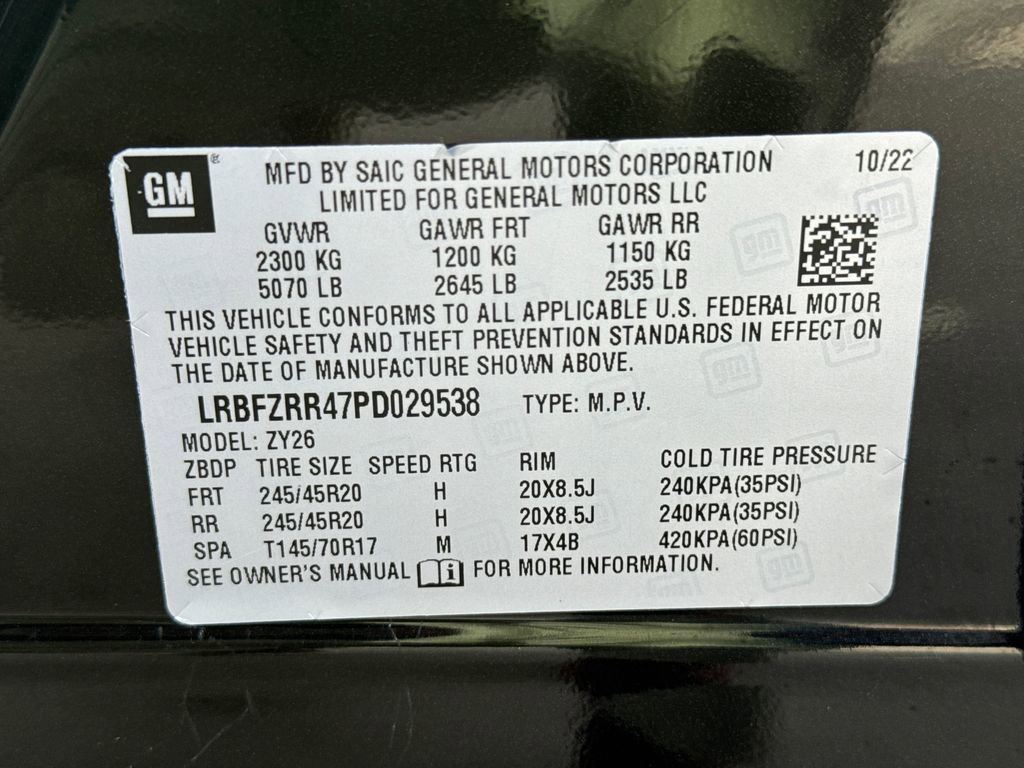 GM ® MFD BY SAIC GENERAL MOTORS CORPORATION 10/22
LIMITED FOR GENERAL MOTORS LLC
GVWR GAWR FRT GAWR RR
2300 KG 1200 KG 1150 KG
5070 LB 2645 LB 2535 LB
THIS VEHICLE CONFORMS TO ALL APPLICABLE U.S. FEDERAL MOTOR
VEHICLE SAFETY AND THEFT PREVENTION STANDARDS IN EFFECT ON
THE DATE OF MANUFACTURE SHOWN ABOVE.
LRBFZRR47PD029538 TYPE: M.P.V.
MODEL: ZY26
ZBDP TIRE SIZE SPEED RTG RIM COLD TIRE PRESSURE
FRT 245/45R20 H 20X8.5J 240KPA(35PSI)
RR 245/45R20 H 20X8.5J 240KPA(35PSI)
SPA T145/70R17 M 17X4B 420KPA(60PSI)
SEE OWNER'S MANUAL i FOR MORE INFORMATION.